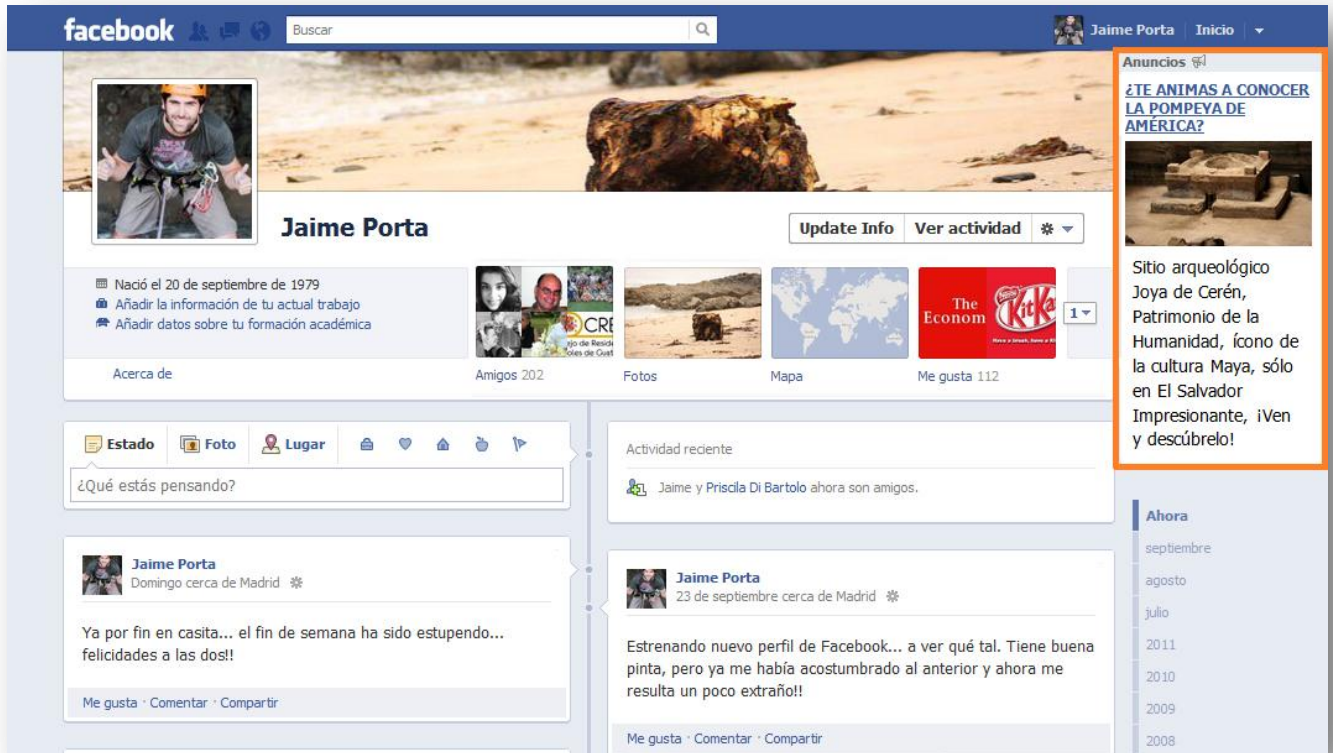 facebook
Buscar
Jaime Porta
Inicio
Anuncios
¿TE ANIMAS A CONOCER
LA POMPEYA DE
AMÉRICA?
Sitio arqueológico
Joya de Cerén,
Patrimonio de la
Humanidad, ícono de
la cultura Maya, sólo
en El Salvador
Impresionante, ¡Ven
y descúbrelo!
Jaime Porta
Update Info
Ver actividad
Nació el 20 de septiembre de 1979
Añadir la información de tu actual trabajo
Añadir datos sobre tu formación académica
Acerca de
CRE
Amigos 202
Fotos
Mapa
The
Econom
Nestlé
KitKa
Me gusta 112
1
Estado
Foto
Lugar
¿Qué estás pensando?
Actividad reciente
Jaime y Priscila Di Bartolo ahora son amigos.
Jaime Porta
Domingo cerca de Madrid
Ya por fin en casita... el fin de semana ha sido estupendo...
felicidades a las dos!!
Me gusta · Comentar · Compartir
Jaime Porta
23 de septiembre cerca de Madrid
Estrenando nuevo perfil de Facebook... a ver qué tal. Tiene buena
pinta, pero ya me había acostumbrado al anterior y ahora me
resulta un poco extraño!!
Me gusta · Comentar · Compartir
Ahora
septiembre
agosto
julio
2011
2010
2009
2008